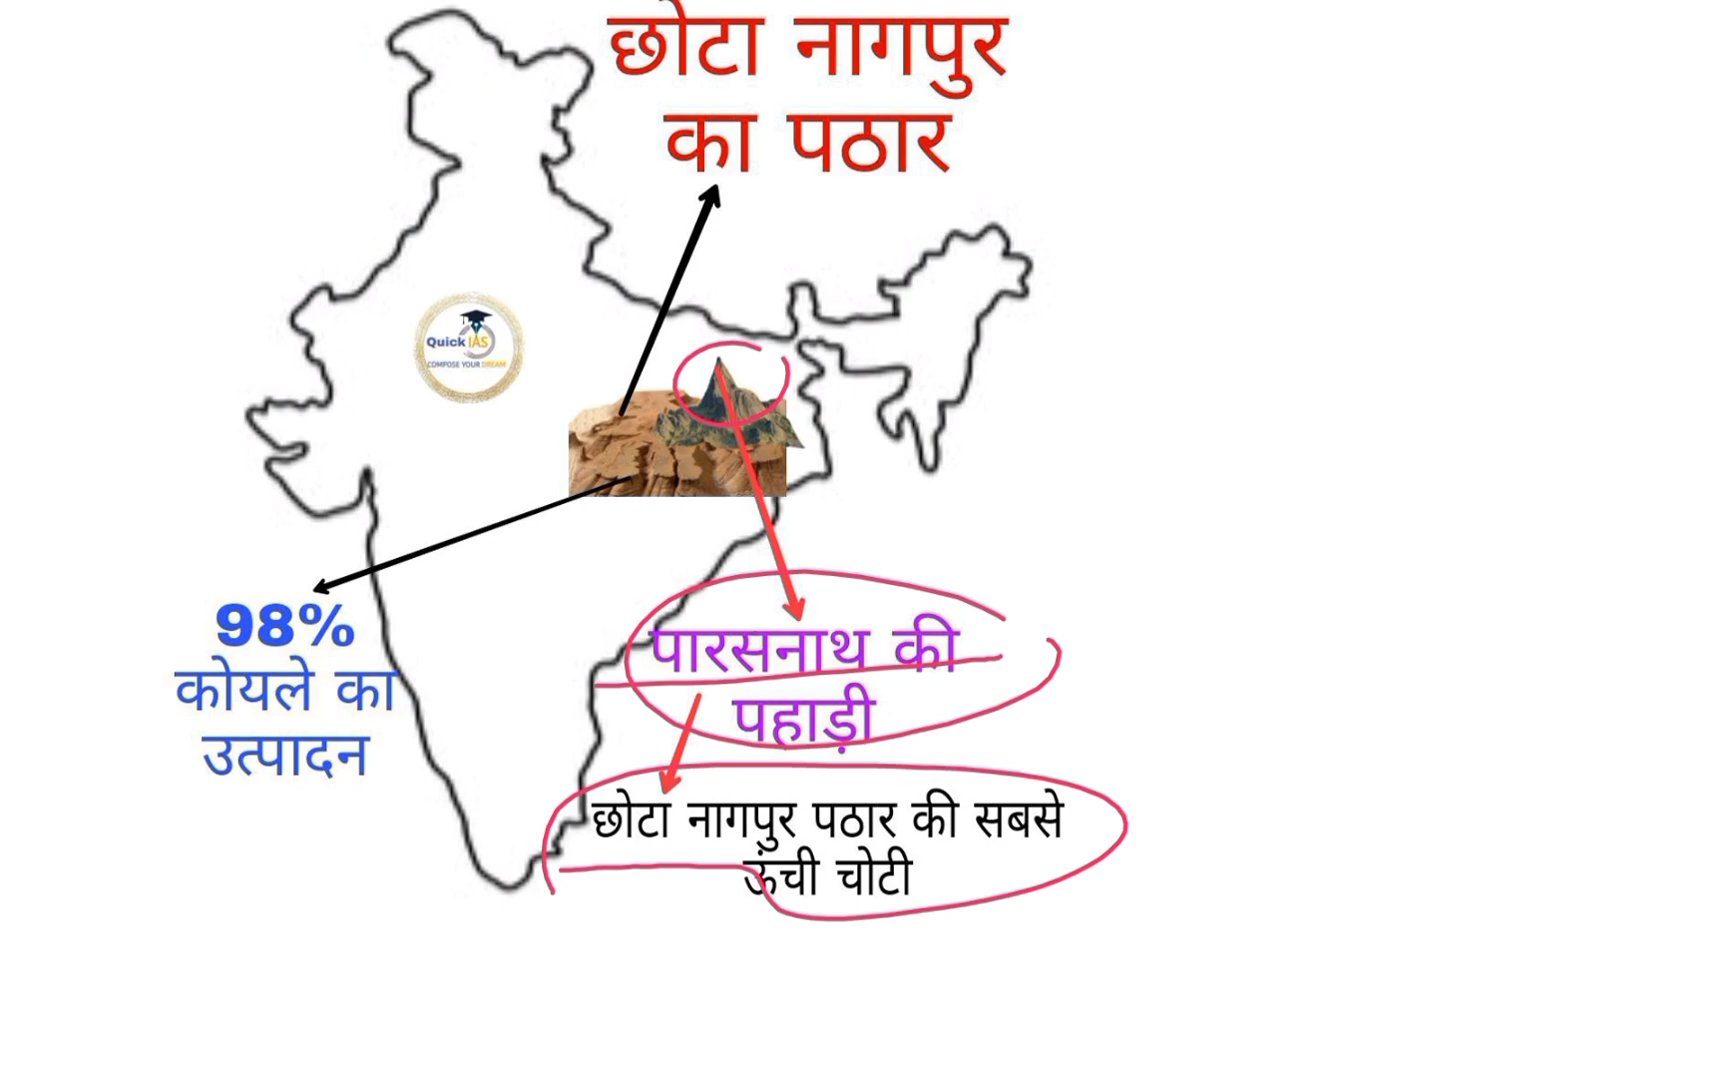 छोटा नागपुर
का पठार
Quick IAS
COMPOSE YOUR DREAM
98%
कोयले का
उत्पादन
पारसनाथ की
पहाड़ी
छोटा नागपुर पठार की सबसे
ऊंची चोटी